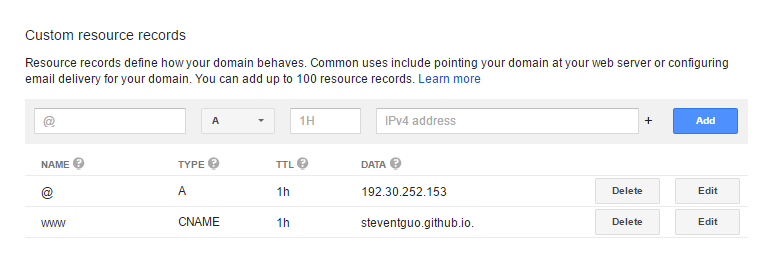 Custom resource records
Resource records define how your domain behaves. Common uses include pointing your domain at your web server or configuring
email delivery for your domain. You can add up to 100 resource records. Learn more
@ A 1H IPv4 address + Add
NAME ? TYPE ? TTL ? DATA ?
@ A 1h 192.30.252.153 Delete Edit
www CNAME 1h steventguo.github.io. Delete Edit